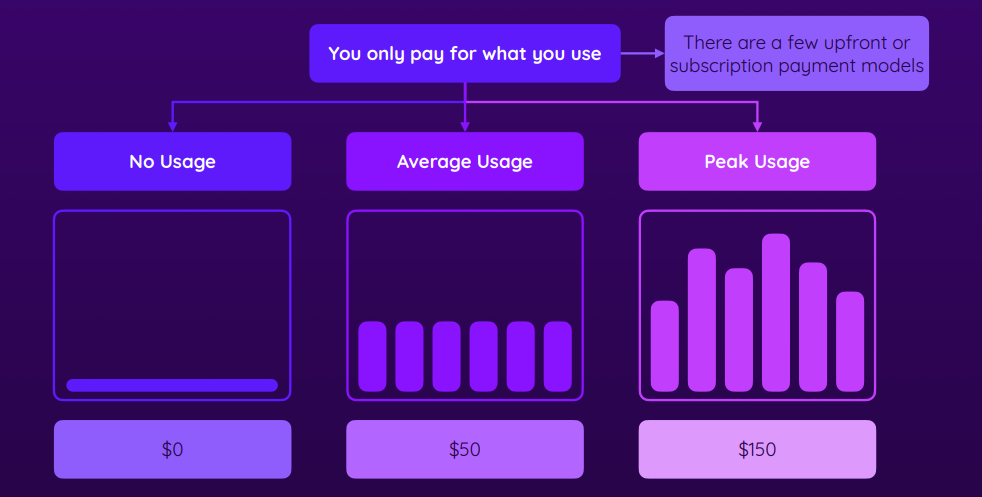 You only pay for what you use
There are a few upfront or
subscription payment models
No Usage
Average Usage
Peak Usage
$0
$50
$150